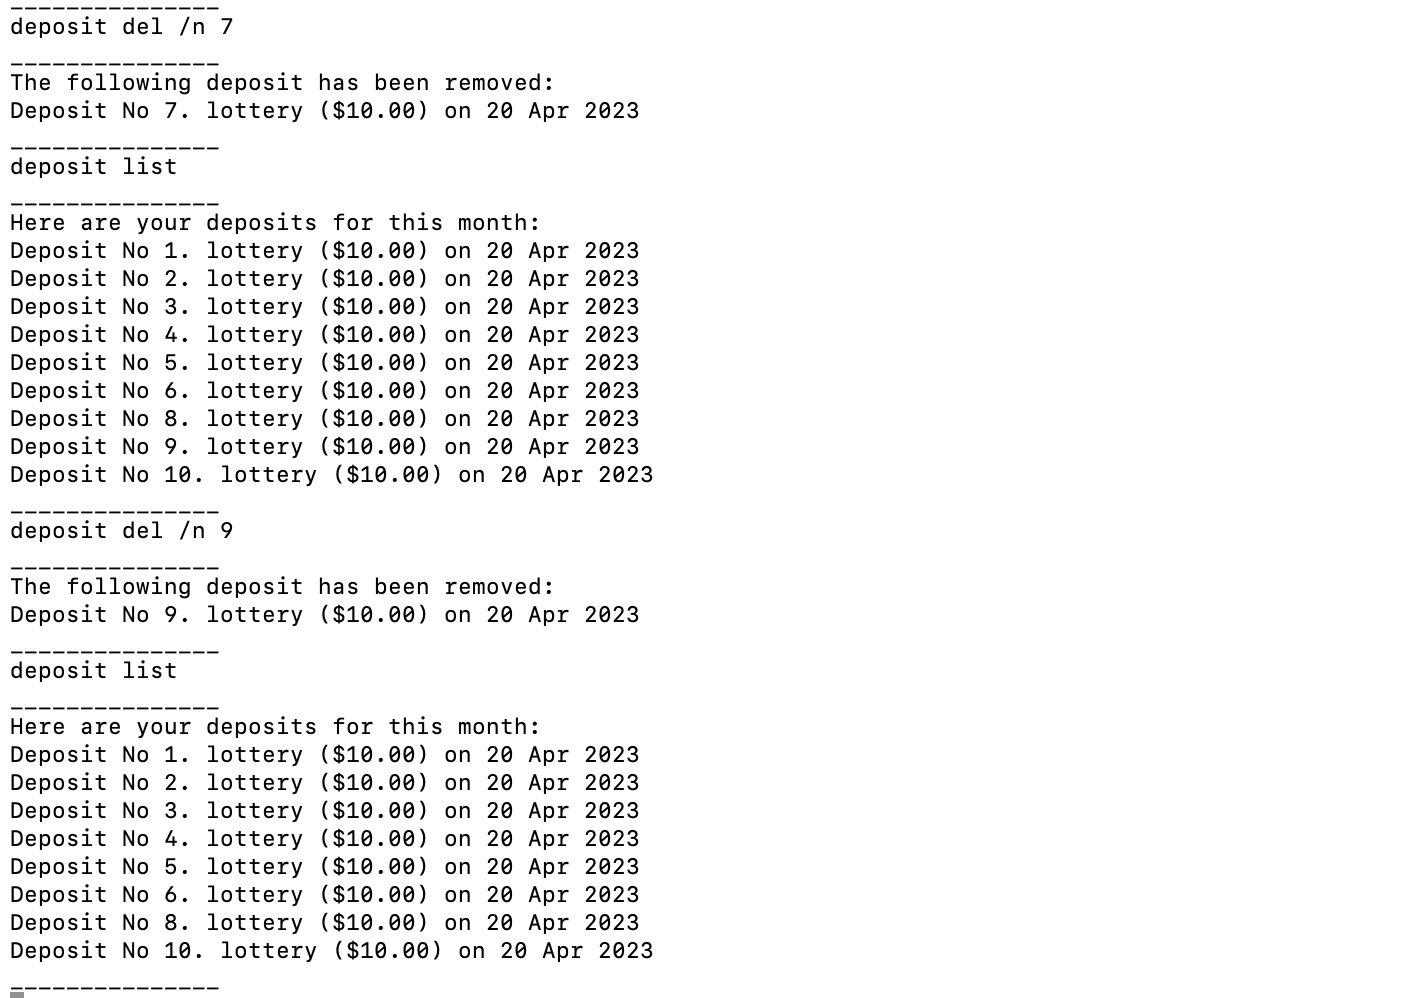 _______________
deposit del /n 7
_______________
The following deposit has been removed:
Deposit No 7. lottery ($10.00) on 20 Apr 2023
_______________
deposit list
_______________
Here are your deposits for this month:
Deposit No 1. lottery ($10.00) on 20 Apr 2023
Deposit No 2. lottery ($10.00) on 20 Apr 2023
Deposit No 3. lottery ($10.00) on 20 Apr 2023
Deposit No 4. lottery ($10.00) on 20 Apr 2023
Deposit No 5. lottery ($10.00) on 20 Apr 2023
Deposit No 6. lottery ($10.00) on 20 Apr 2023
Deposit No 8. lottery ($10.00) on 20 Apr 2023
Deposit No 9. lottery ($10.00) on 20 Apr 2023
Deposit No 10. lottery ($10.00) on 20 Apr 2023
_______________
deposit del /n 9
_______________
The following deposit has been removed:
Deposit No 9. lottery ($10.00) on 20 Apr 2023
_______________
deposit list
_______________
Here are your deposits for this month:
Deposit No 1. lottery ($10.00) on 20 Apr 2023
Deposit No 2. lottery ($10.00) on 20 Apr 2023
Deposit No 3. lottery ($10.00) on 20 Apr 2023
Deposit No 4. lottery ($10.00) on 20 Apr 2023
Deposit No 5. lottery ($10.00) on 20 Apr 2023
Deposit No 6. lottery ($10.00) on 20 Apr 2023
Deposit No 8. lottery ($10.00) on 20 Apr 2023
Deposit No 10. lottery ($10.00) on 20 Apr 2023
_______________